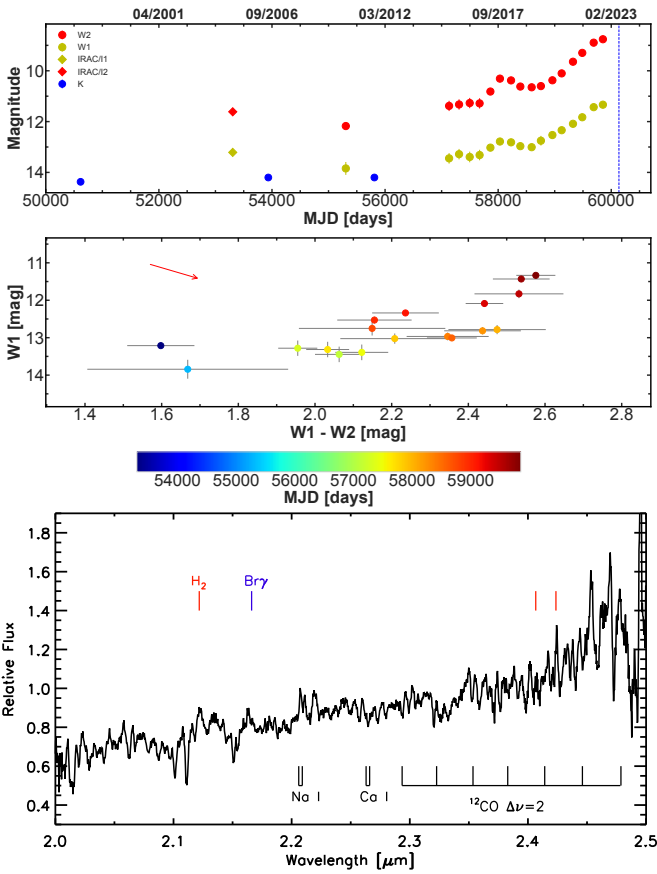 04/2001 09/2006 03/2012 09/2017 02/2023
W2
W1
IRAC/I1
IRAC/I2
K
10
12
14
Magnitude
50000 52000 54000 56000 58000 60000
MJD [days]
11
12
13
14
W1 [mag]
1.4 1.6 1.8 2.0 2.2 2.4 2.6 2.8
W1 - W2 [mag]
54000 55000 56000 57000 58000 59000
MJD [days]
1.8
1.6
1.4
1.2
1.0
0.8
0.6
0.4
Relative Flux
H₂ Brγ
Na I Ca I ¹²CO Δν=2
2.0 2.1 2.2 2.3 2.4 2.5
Wavelength [μm]